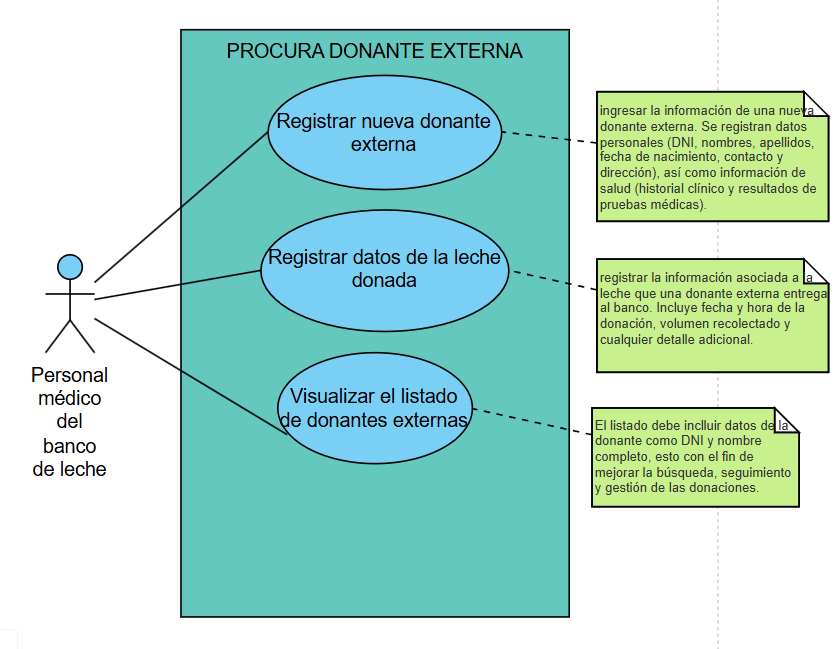 PROCURA DONANTE EXTERNA
Registrar nueva donante
externa
ingresar la información de una nueva
donante externa. Se registran datos
personales (DNI, nombres, apellidos,
fecha de nacimiento, contacto y
dirección), así como información de
salud (historial clínico y resultados de
pruebas médicas).
Registrar datos de la leche
donada
registrar la información asociada a la
leche que una donante externa entrega
al banco. Incluye fecha y hora de la
donación, volumen recolectado y
cualquier detalle adicional.
Personal
médico
del
banco
de leche
Visualizar el listado
de donantes externas
El listado debe inclluir datos de la
donante como DNI y nombre
completo, esto con el fin de
mejorar la búsqueda, seguimiento
y gestión de las donaciones.